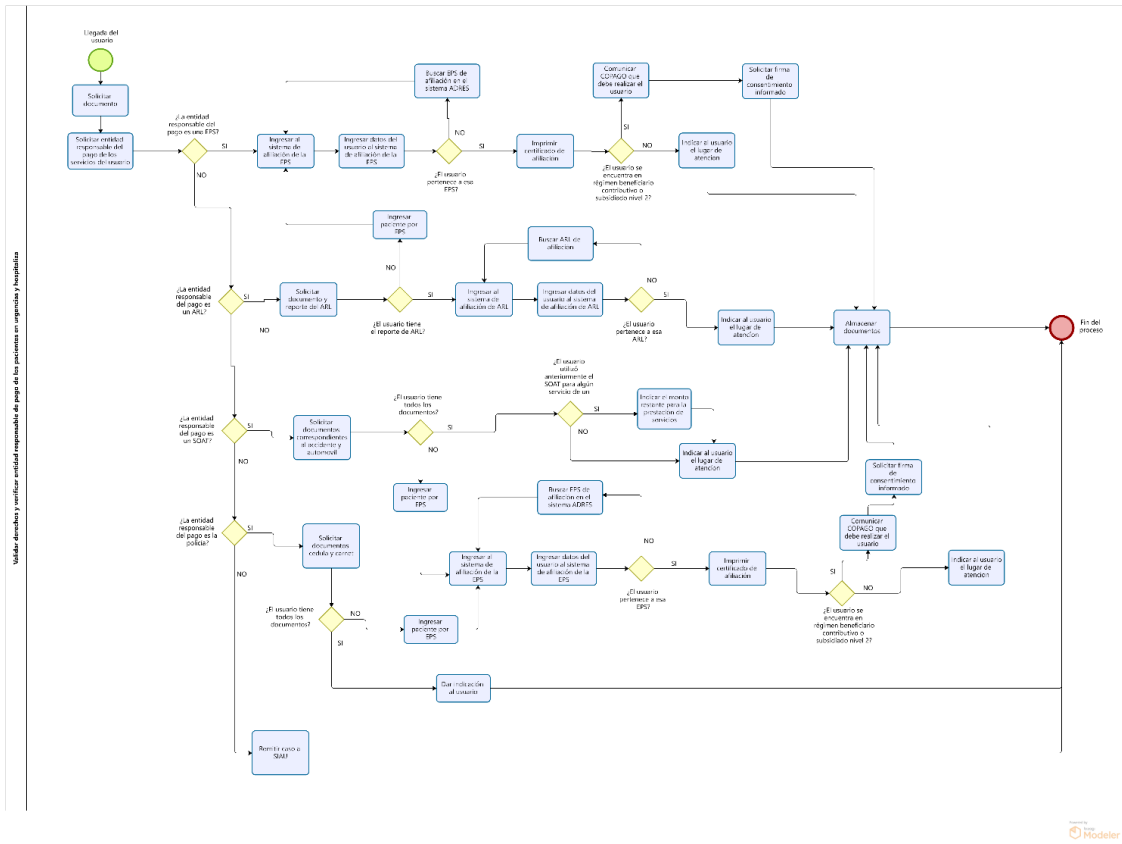 Validar derechos y verificar entidad responsable de pago de los pacientes en urgencias y hospitaliza
Llegada del
usuario
Solicitar
documento
Solicitar entidad
responsable del
pago de los
servicios del usuario
¿La entidad
responsable del
pago es una EPS?
SI
NO
Ingresar al
sistema de
afiliación de la
EPS
Ingresar datos del
usuario al sistema
de afiliación de la
EPS
Buscar EPS de
afiliación en el
sistema ADRES
NO
SI
¿El usuario
pertenece a esa
EPS?
Imprimir
certificado de
afiliacion
Comunicar
COPAGO que
debe realizar el
usuario
SI
NO
¿El usuario se
encuentra en
régimen beneficiario
contributivo o
subsidiado nivel 2?
Solicitar firma
de
consentimiento
informado
Indicar al usuario
el lugar de
atencion
¿La entidad
responsable
del pago es
un ARL?
SI
NO
Solicitar
documento y
reporte del ARL
Ingresar
paciente por
EPS
NO
SI
¿El usuario tiene
el reporte de ARL?
Ingresar al
sistema de
afiliación de ARL
Buscar ARL de
afiliacion
Ingresar datos del
usuario al sistema
de afiliación de ARL
NO
SI
¿El usuario
pertenece a esa
ARL?
Indicar al usuario
el lugar de
atencion
Almacenar
documentos
Fin del
proceso
¿La entidad
responsable
del pago es
un SOAT?
SI
NO
Solicitar
documentos
correspondientes
al accidente y
automovil
¿El usuario tiene
todos los
documentos?
SI
NO
Ingresar
paciente por
EPS
¿El usuario
utilizó
anteriormente el
SOAT para algún
servicio de un
SI
NO
Indicar el monto
restante para la
prestación de
servicios
Indicar al usuario
el lugar de
atencion
¿La entidad
responsable
del pago es la
policia?
SI
NO
Solicitar
documentos
cedula y carnet
¿El usuario tiene
todos los
documentos?
NO
SI
Ingresar
paciente por
EPS
Buscar EPS de
afiliacion en el
sistema ADRES
Ingresar al
sistema de
afiliación de la
EPS
Ingresar datos del
usuario al sistema
de afiliación de la
EPS
NO
SI
¿El usuario
pertenece a esa
EPS?
Imprimir
certificado de
afiliación
Solicitar firma
de
consentimiento
informado
Comunicar
COPAGO que
debe realizar el
usuario
SI
NO
¿El usuario se
encuentra en
régimen beneficiario
contributivo o
subsidiado nivel 2?
Indicar al usuario
el lugar de
atencion
Dar indicación
al usuario
Remitir caso a
SIAU
Modeler